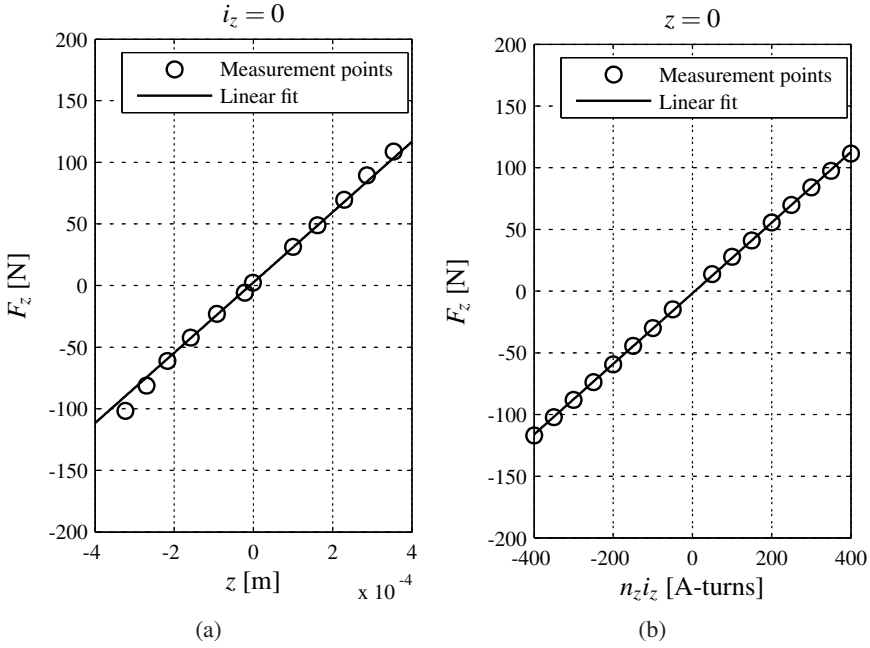 i_z = 0
200
150
100
50
0
-50
-100
-150
-200
F_z [N]
Measurement points
Linear fit
-4
-2
0
2
4
z [m]
x 10^-4
(a)
z = 0
200
150
100
50
0
-50
-100
-150
-200
F_z [N]
Measurement points
Linear fit
-400
-200
0
200
400
n_z i_z [A-turns]
(b)